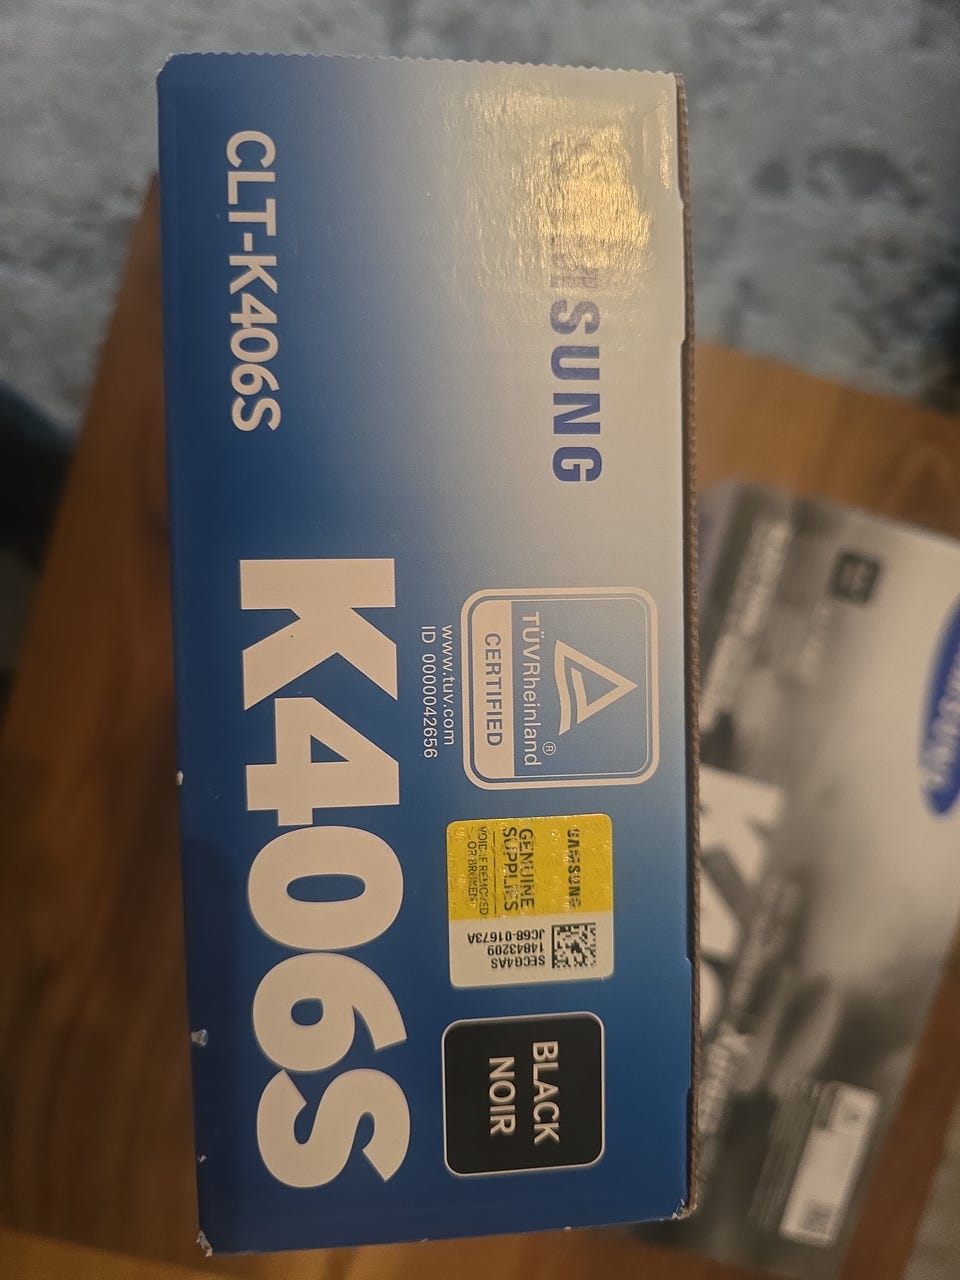 SAMSUNG
CLT-K406S
TÜVRheinland®
CERTIFIED
www.tuv.com
ID 0000042656
K406S
SAMSUNG
GENUINE
SUPPLIES
VOID IF REMOVED
OR BROKEN
SECG4AS
14843209
JC68-01673A
BLACK
NOIR